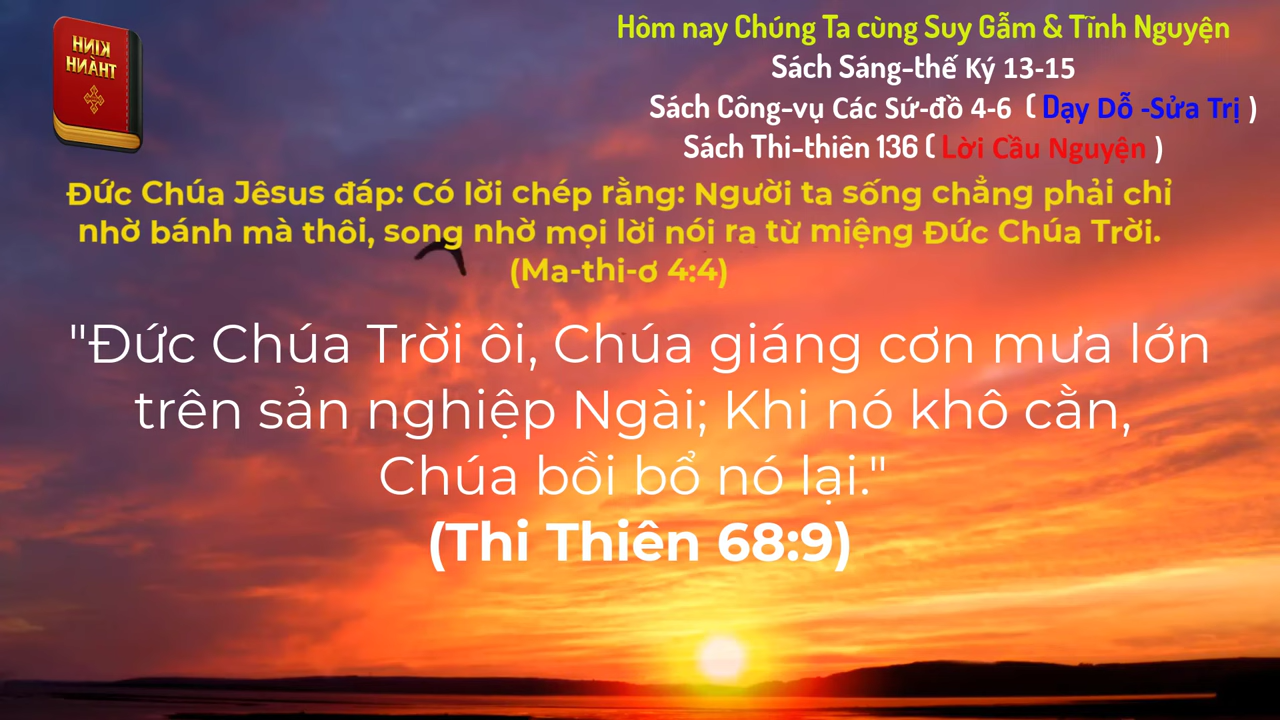 KINH
THÁNH
Hôm nay Chúng Ta cùng Suy Gẫm & Tĩnh Nguyện
Sách Sáng-thế Ký 13-15
Sách Công-vụ Các Sứ-đồ 4-6 ( Dạy Dỗ -Sửa Trị )
Sách Thi-thiên 136 ( Lời Cầu Nguyện )
Đức Chúa Jêsus đáp: Có lời chép rằng: Người ta sống chẳng phải chỉ
nhờ bánh mà thôi, song nhờ mọi lời nói ra từ miệng Đức Chúa Trời.
(Ma-thi-ơ 4:4)
"Đức Chúa Trời ôi, Chúa giáng cơn mưa lớn
trên sản nghiệp Ngài; Khi nó khô cằn,
Chúa bồi bổ nó lại."
(Thi Thiên 68:9)